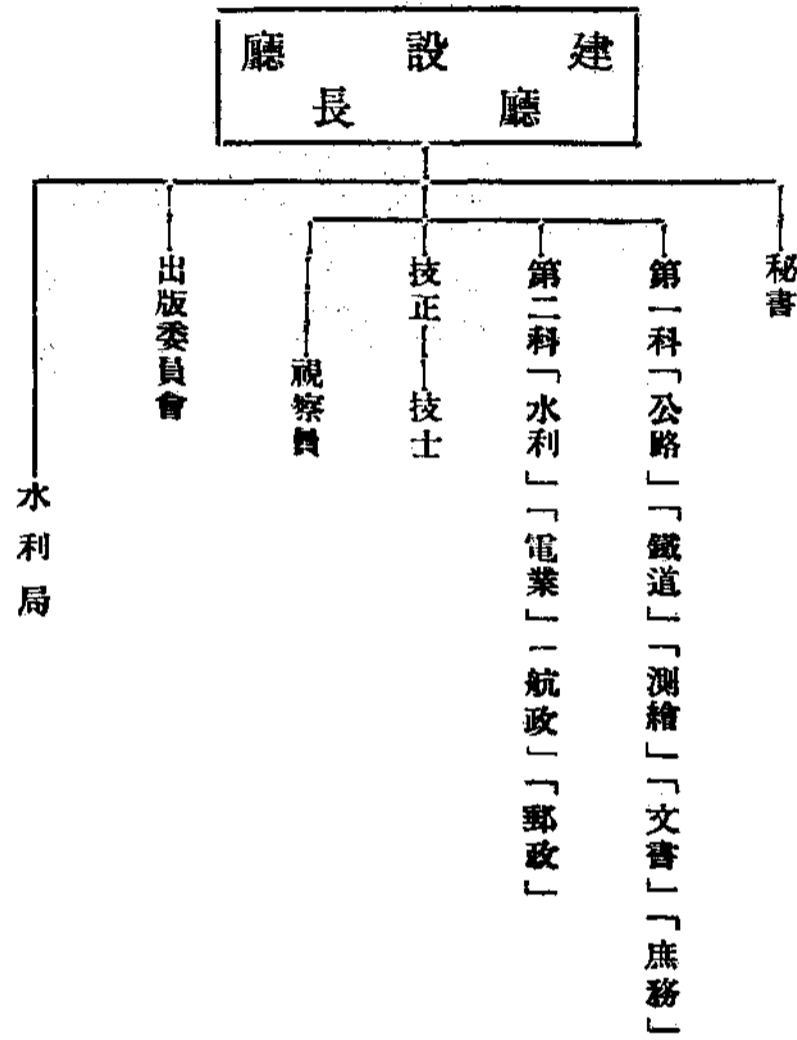 建設廳
廳長
秘書
第一科「公路」「鐵道」「測繪」「文書」「庶務」
第二科「水利」「電業」「航政」「郵政」
技正——技士
視察員
出版委員會
水利局